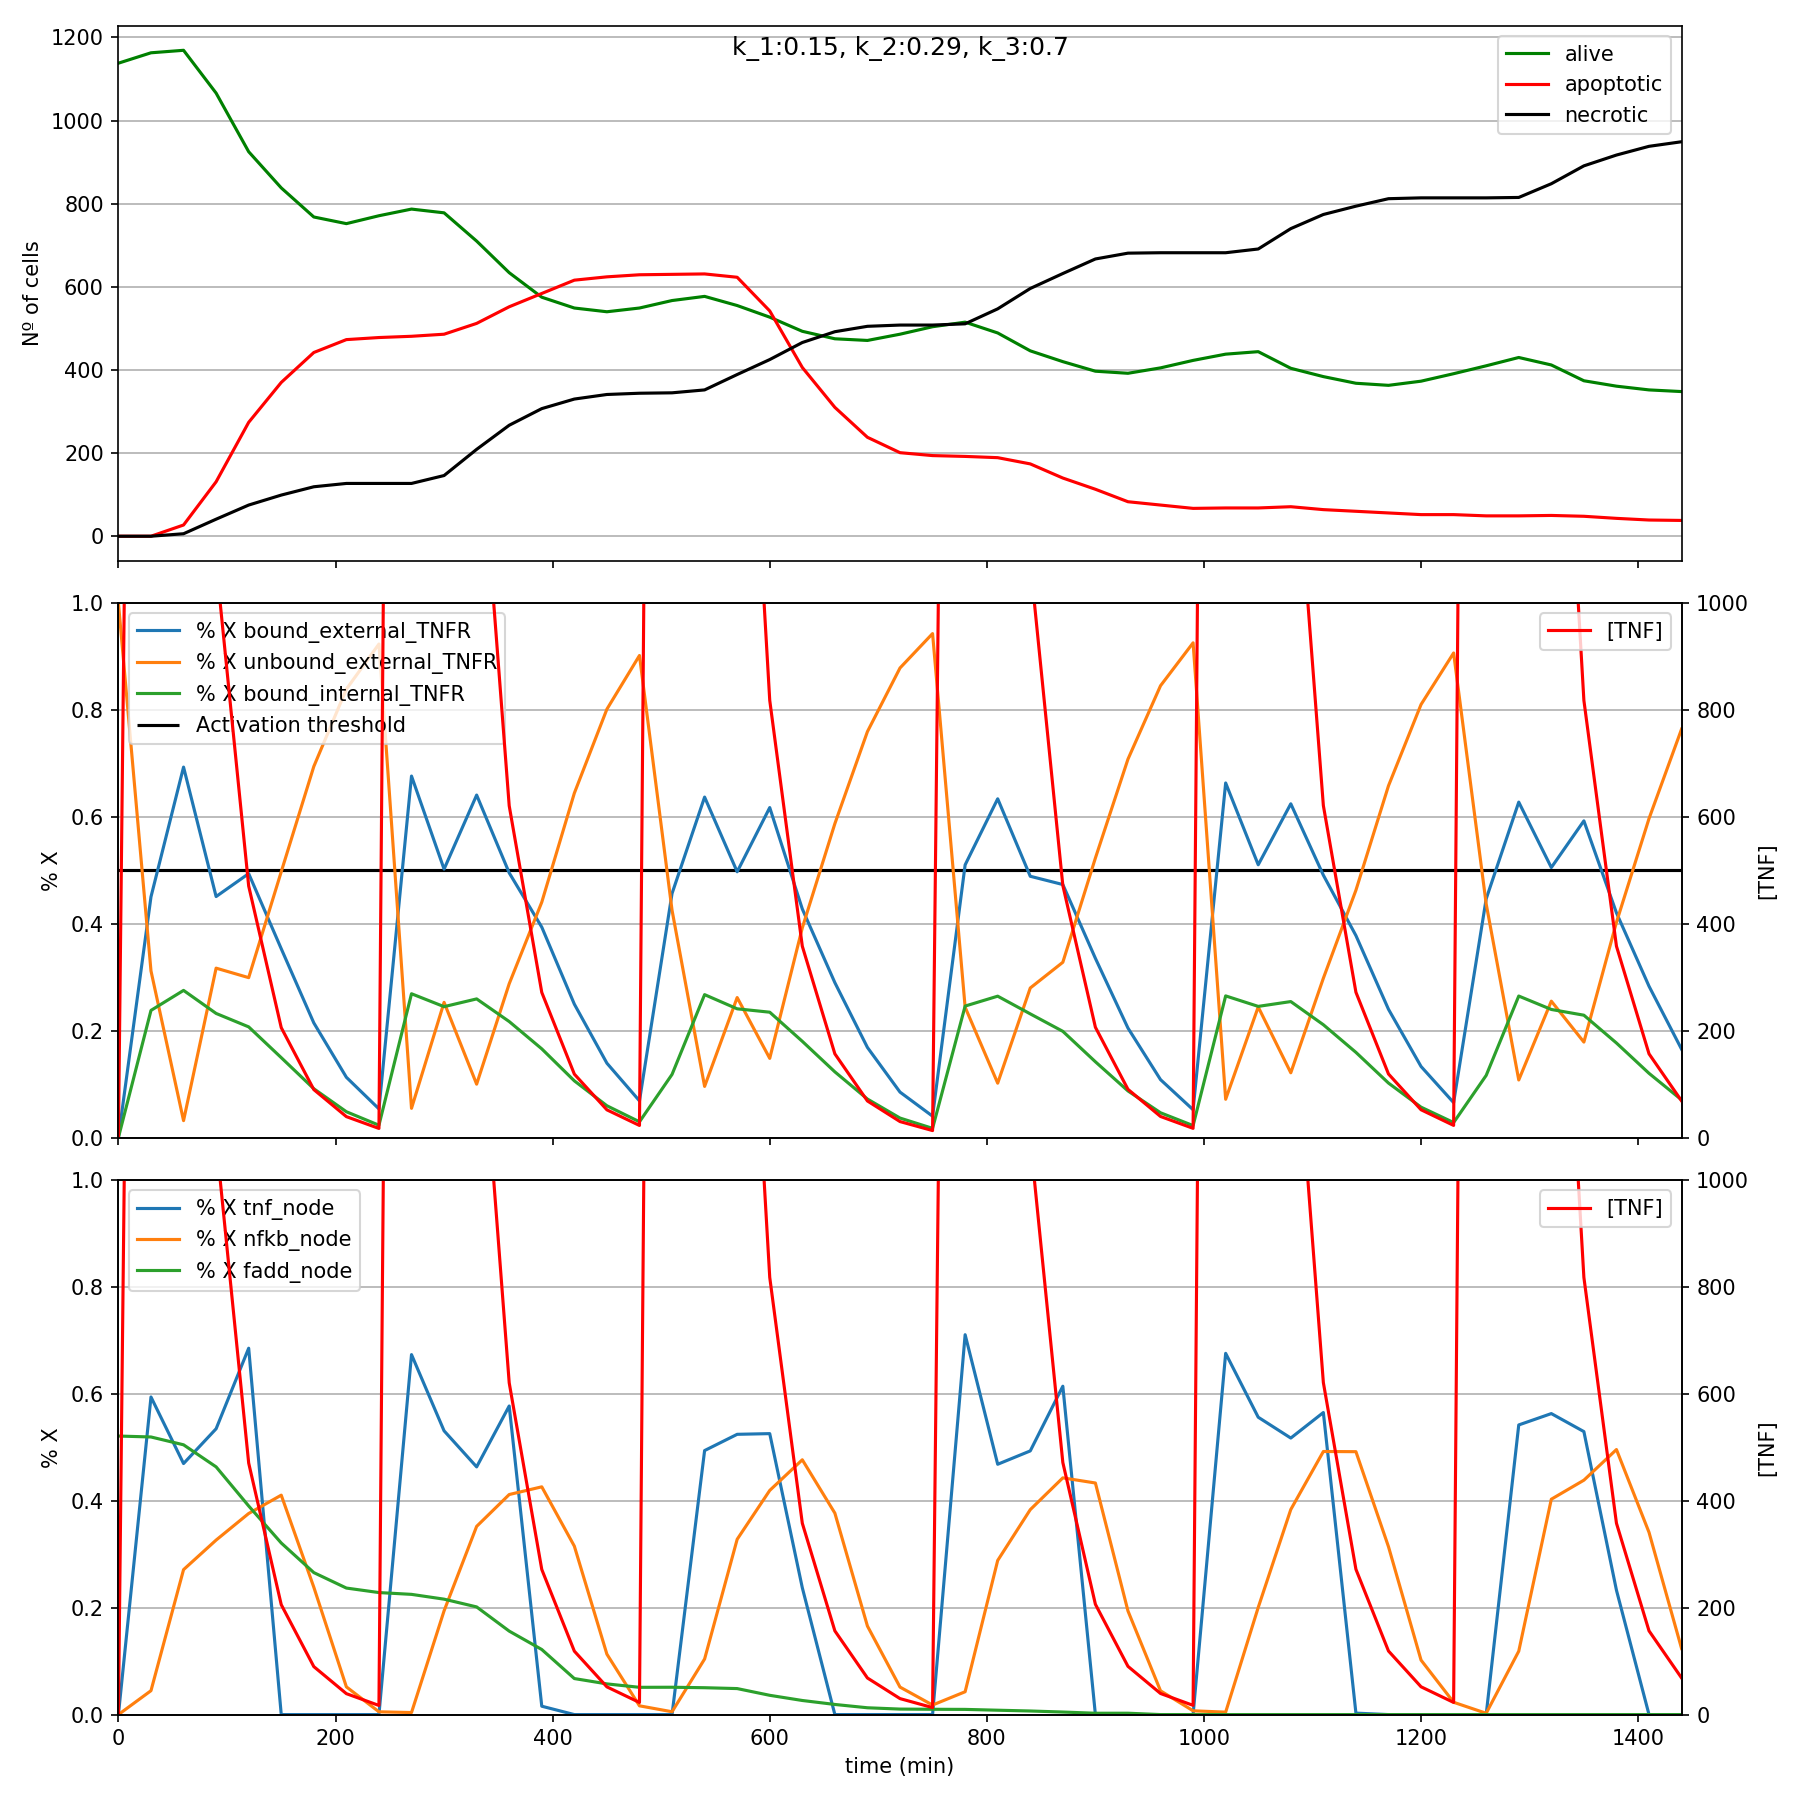 k_1:0.15, k_2:0.29, k_3:0.7
1200
1000
800
600
400
200
0
Nº of cells
alive
apoptotic
necrotic
1.0
0.8
0.6
0.4
0.2
0.0
% X
% X bound_external_TNFR
% X unbound_external_TNFR
% X bound_internal_TNFR
Activation threshold
[TNF]
1000
800
600
400
200
0
[TNF]
1.0
0.8
0.6
0.4
0.2
0.0
% X
% X tnf_node
% X nfkb_node
% X fadd_node
[TNF]
1000
800
600
400
200
0
[TNF]
0 200 400 600 800 1000 1200 1400
time (min)